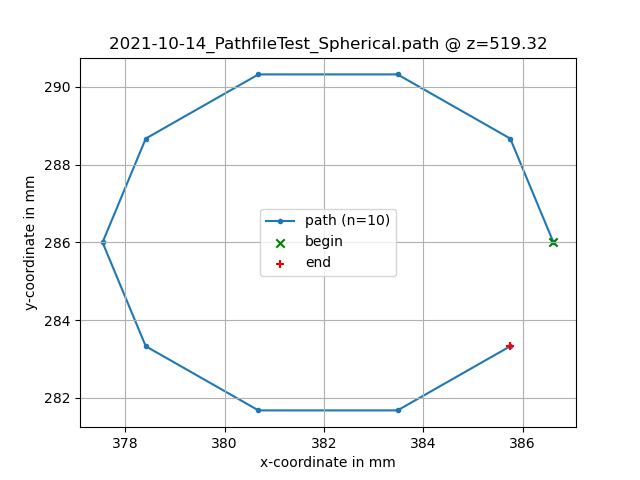 2021-10-14_PathfileTest_Spherical.path @ z=519.32
y-coordinate in mm
290
288
286
284
282
path (n=10)
begin
end
378 380 382 384 386
x-coordinate in mm